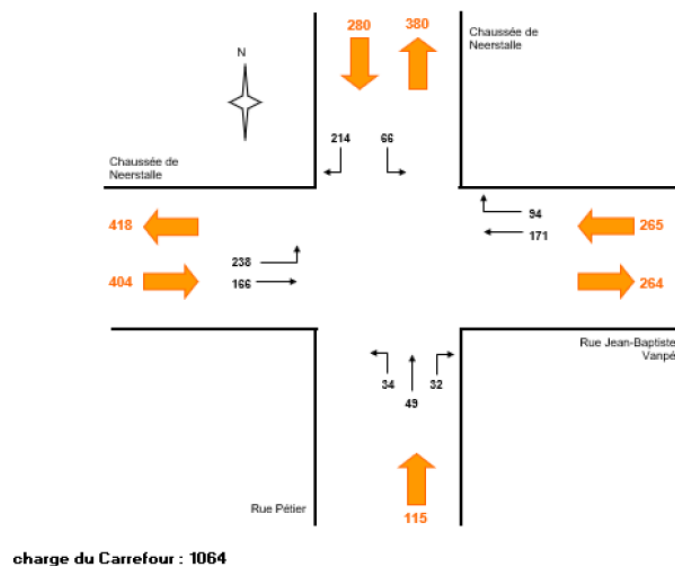 280 380
Chaussée de
Neerstalle
N
214 66
Chaussée de
Neerstalle
94
418 265
171
238
404 166 264
Rue Jean-Baptiste
Vanpé
34 32
49
Rue Pétier
115
charge du Carrefour : 1064